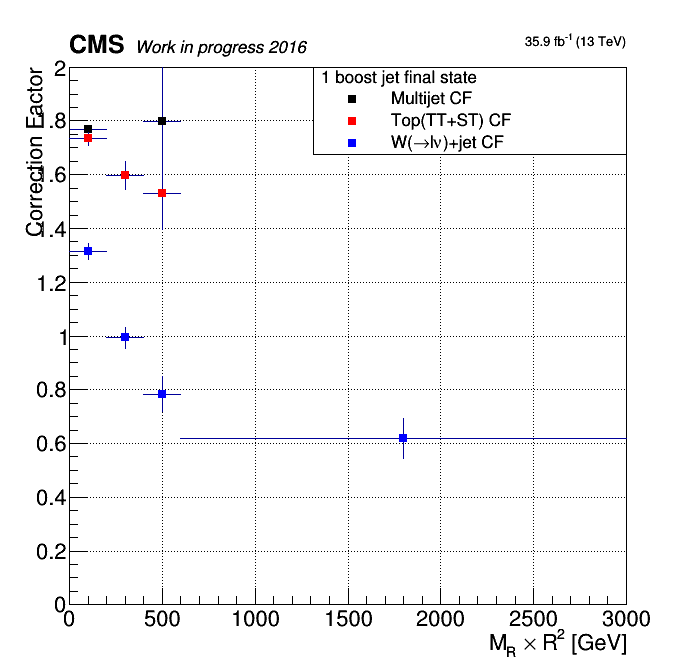 CMS Work in progress 2016
35.9 fb⁻¹ (13 TeV)
1 boost jet final state
Multijet CF
Top(TT+ST) CF
W(→lν)+jet CF
Correction Factor
2
1.8
1.6
1.4
1.2
1
0.8
0.6
0.4
0.2
0
0 500 1000 1500 2000 2500 3000
M_R × R² [GeV]